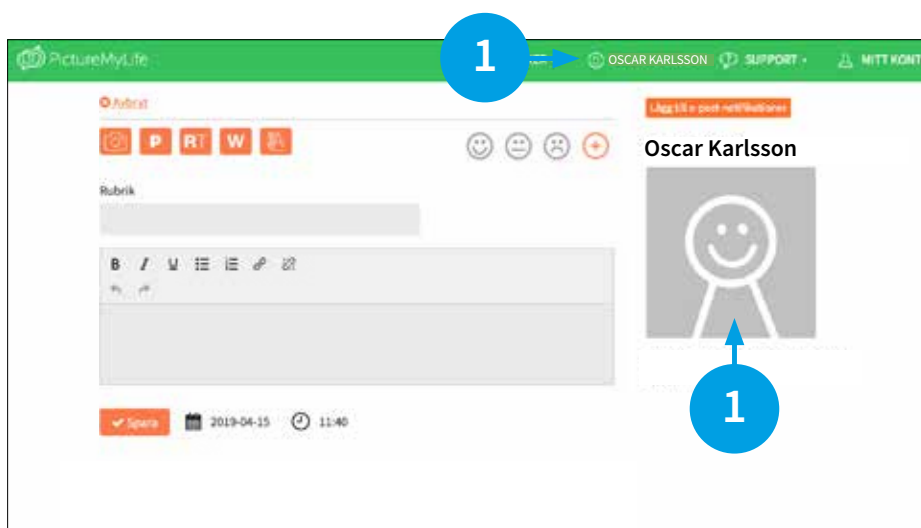 1
PictureMyLife
OSCAR KARLSSON
SUPPORT
MITT KONT
Avbryt
Lägg till e-post notifikationer
P RT W
Oscar Karlsson
Rubrik
B I U
Spara 2019-04-15 11:40
1